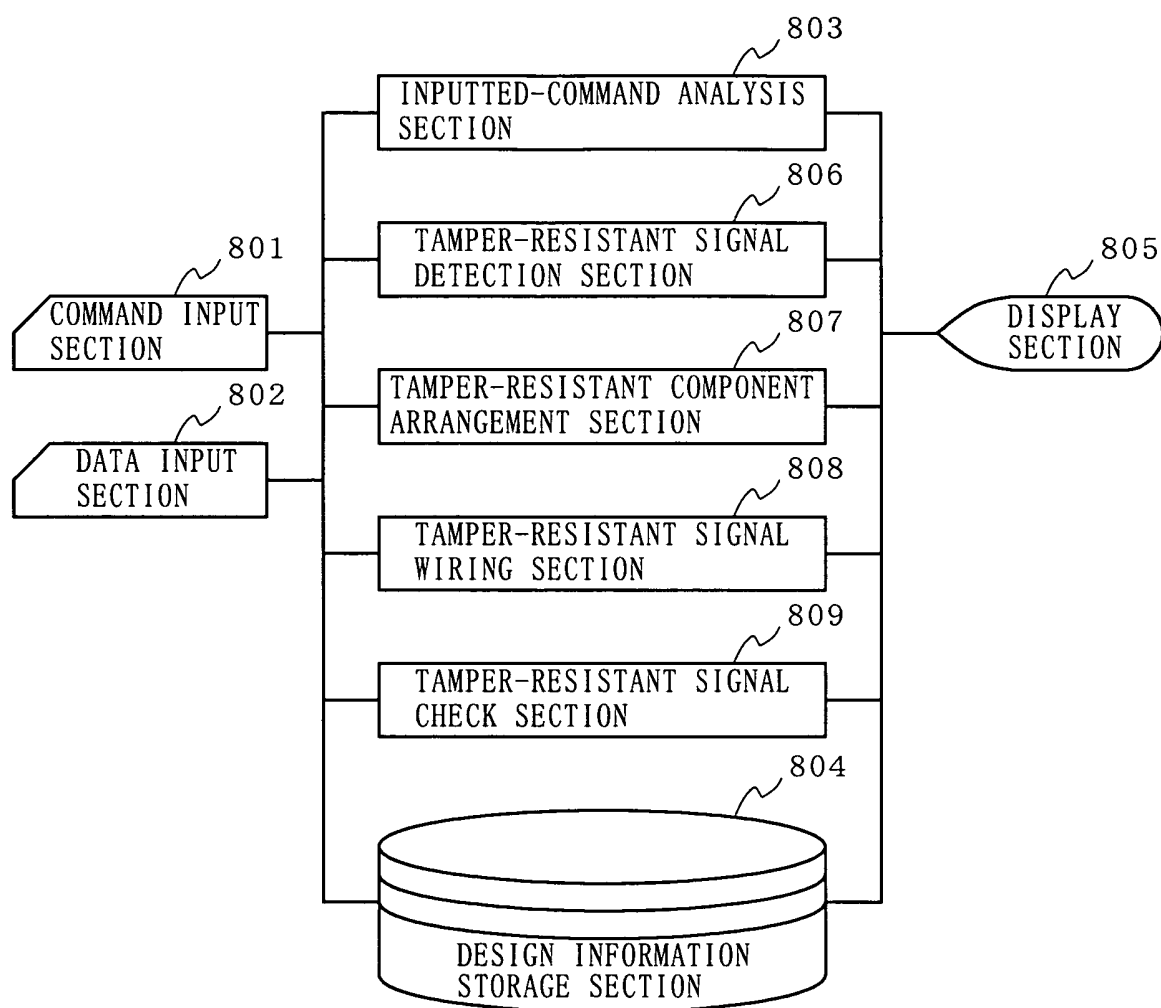 803
INPUTTED-COMMAND ANALYSIS
SECTION
806
TAMPER-RESISTANT SIGNAL
DETECTION SECTION
801
COMMAND INPUT
SECTION
805
DISPLAY
SECTION
807
TAMPER-RESISTANT COMPONENT
ARRANGEMENT SECTION
802
DATA INPUT
SECTION
808
TAMPER-RESISTANT SIGNAL
WIRING SECTION
809
TAMPER-RESISTANT SIGNAL
CHECK SECTION
804
DESIGN INFORMATION
STORAGE SECTION